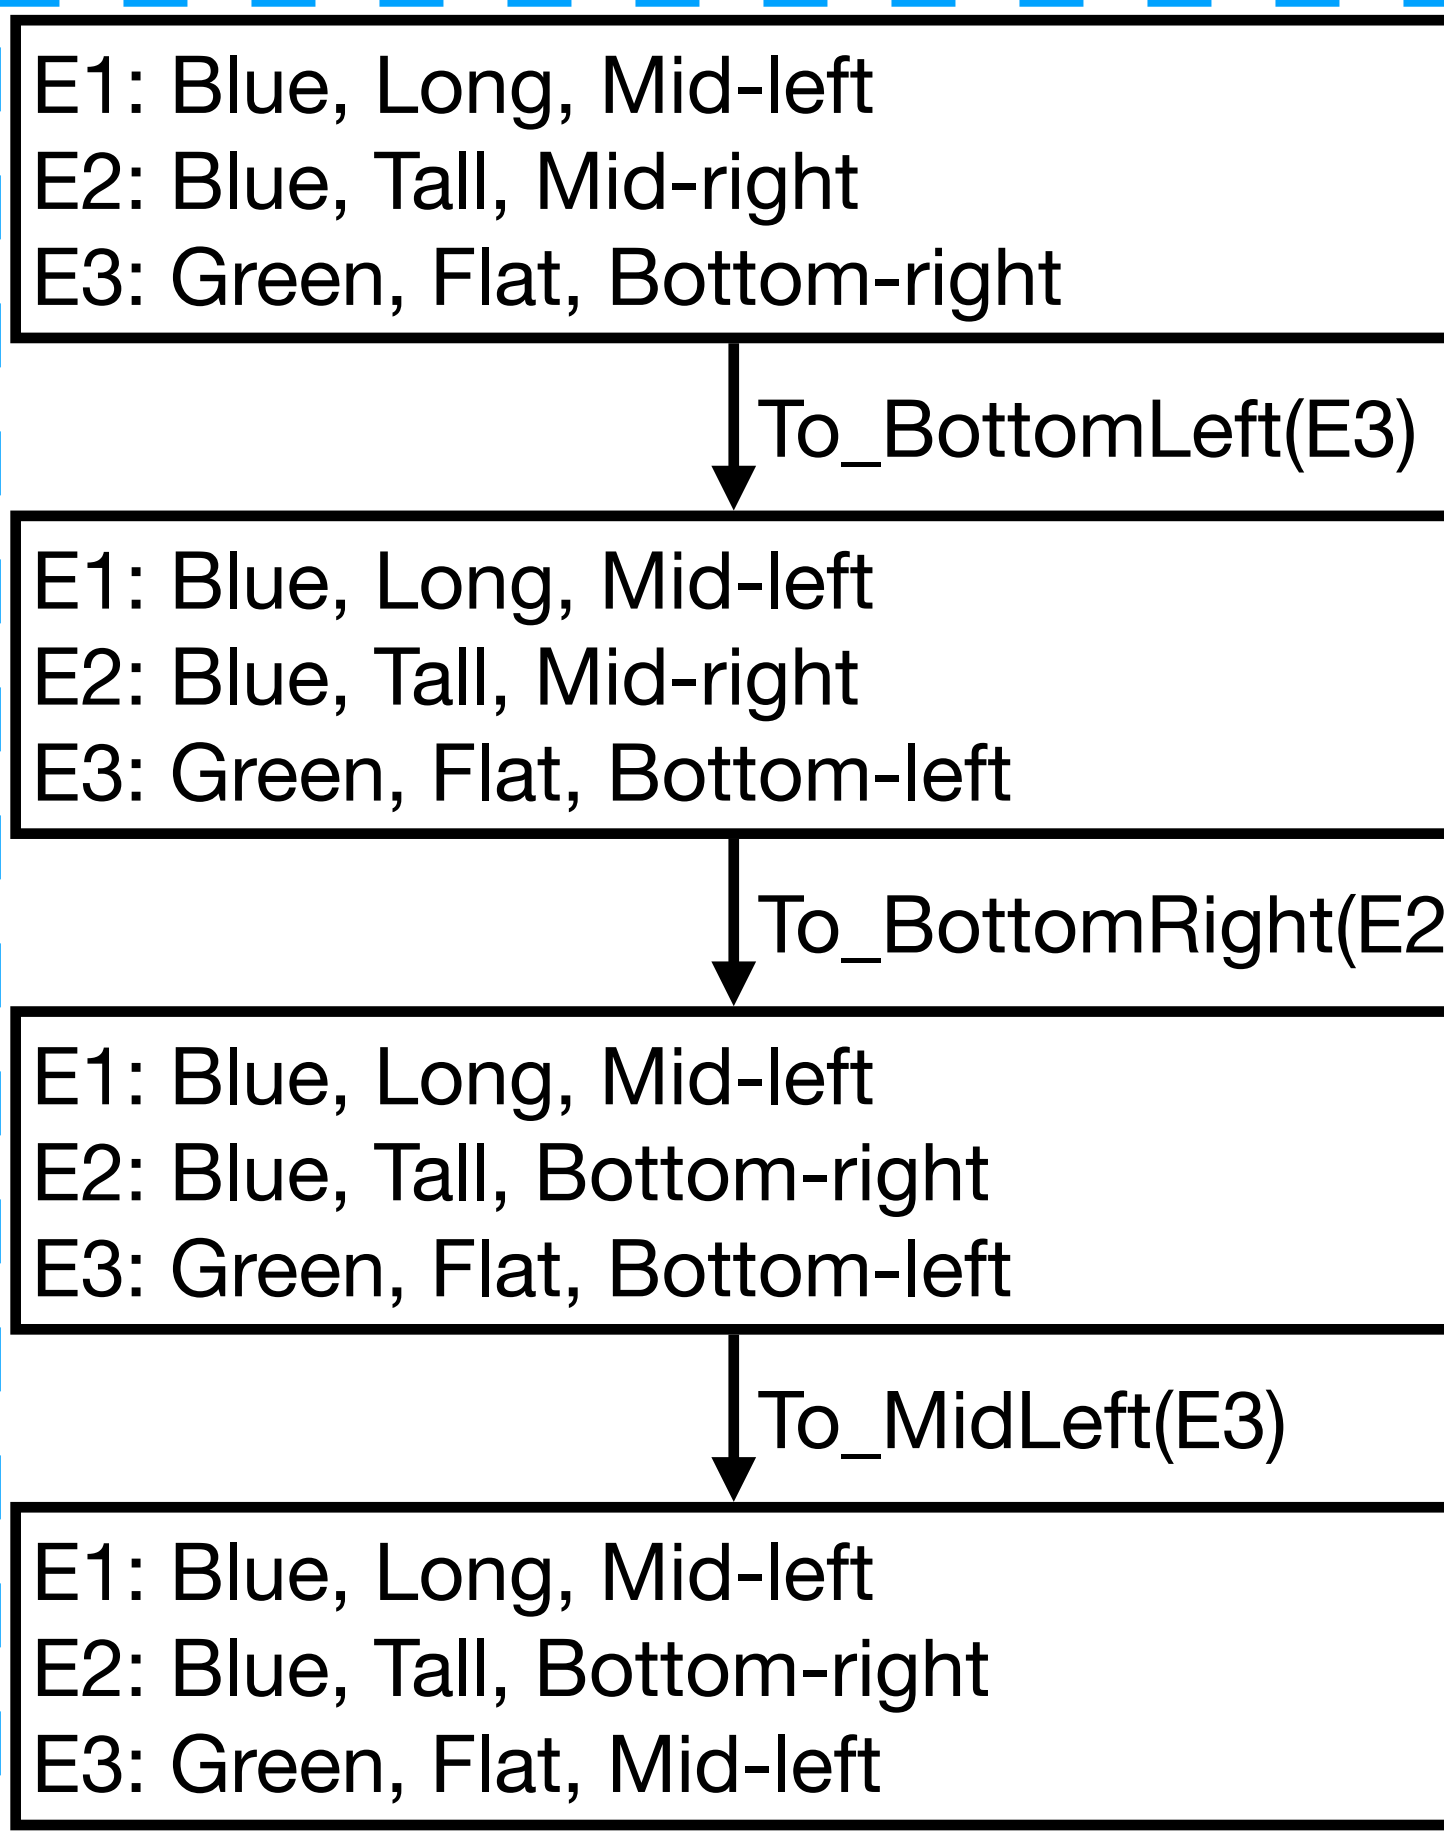 E1: Blue, Long, Mid-left
E2: Blue, Tall, Mid-right
E3: Green, Flat, Bottom-right
To_BottomLeft(E3)
E1: Blue, Long, Mid-left
E2: Blue, Tall, Mid-right
E3: Green, Flat, Bottom-left
To_BottomRight(E2
E1: Blue, Long, Mid-left
E2: Blue, Tall, Bottom-right
E3: Green, Flat, Bottom-left
To_MidLeft(E3)
E1: Blue, Long, Mid-left
E2: Blue, Tall, Bottom-right
E3: Green, Flat, Mid-left